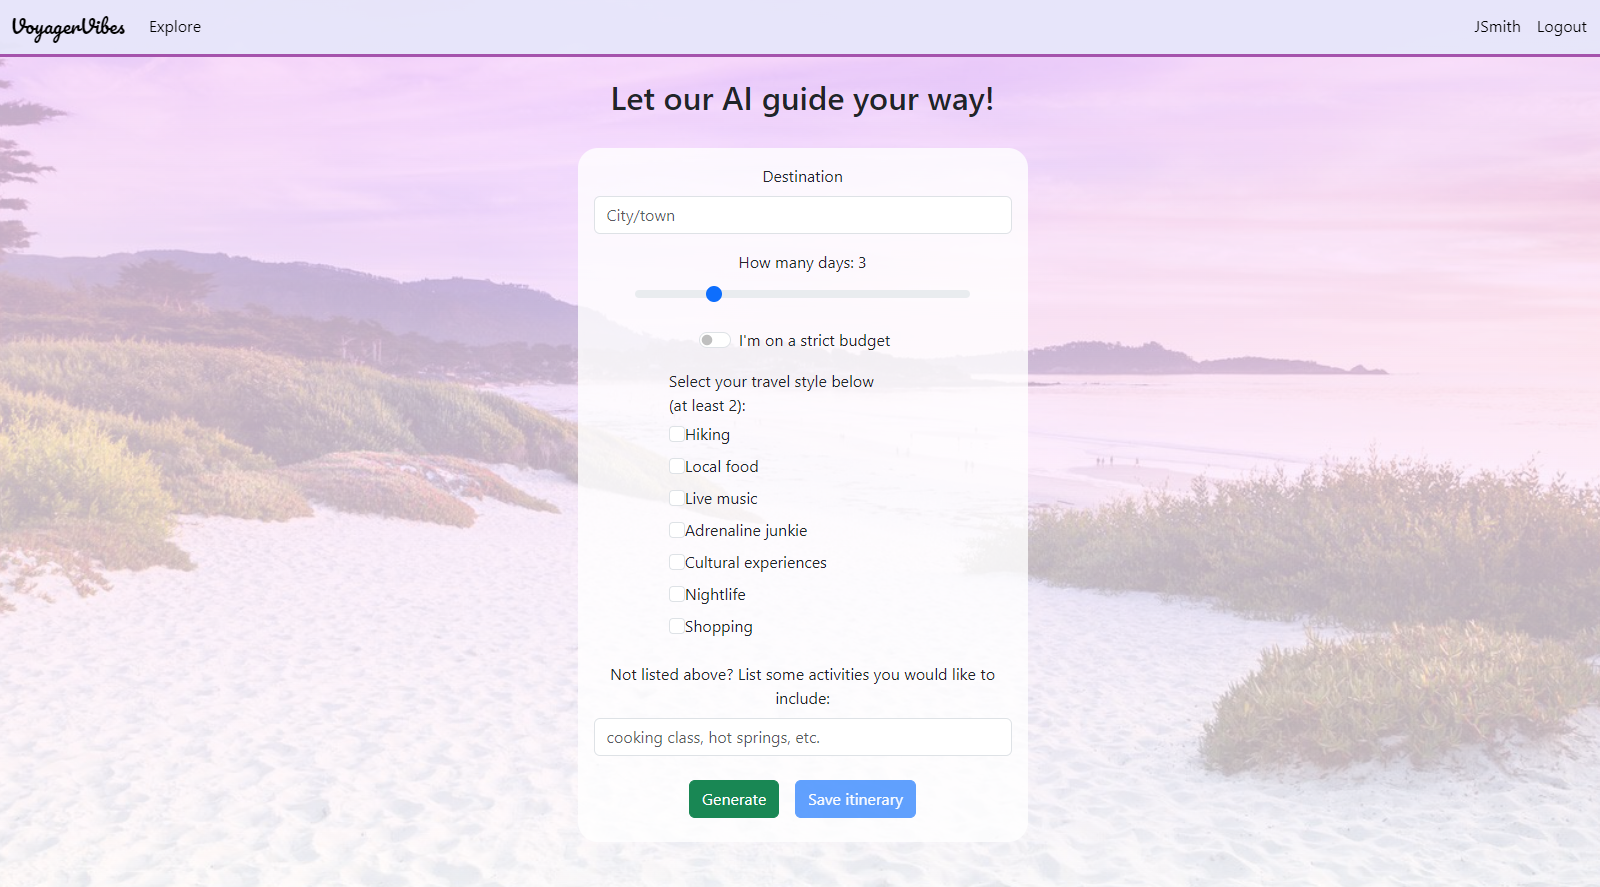 VoyagerVibes Explore JSmith Logout
Let our AI guide your way!
Destination
City/town
How many days: 3
I'm on a strict budget
Select your travel style below
(at least 2):
Hiking
Local food
Live music
Adrenaline junkie
Cultural experiences
Nightlife
Shopping
Not listed above? List some activities you would like to
include:
cooking class, hot springs, etc.
Generate Save itinerary